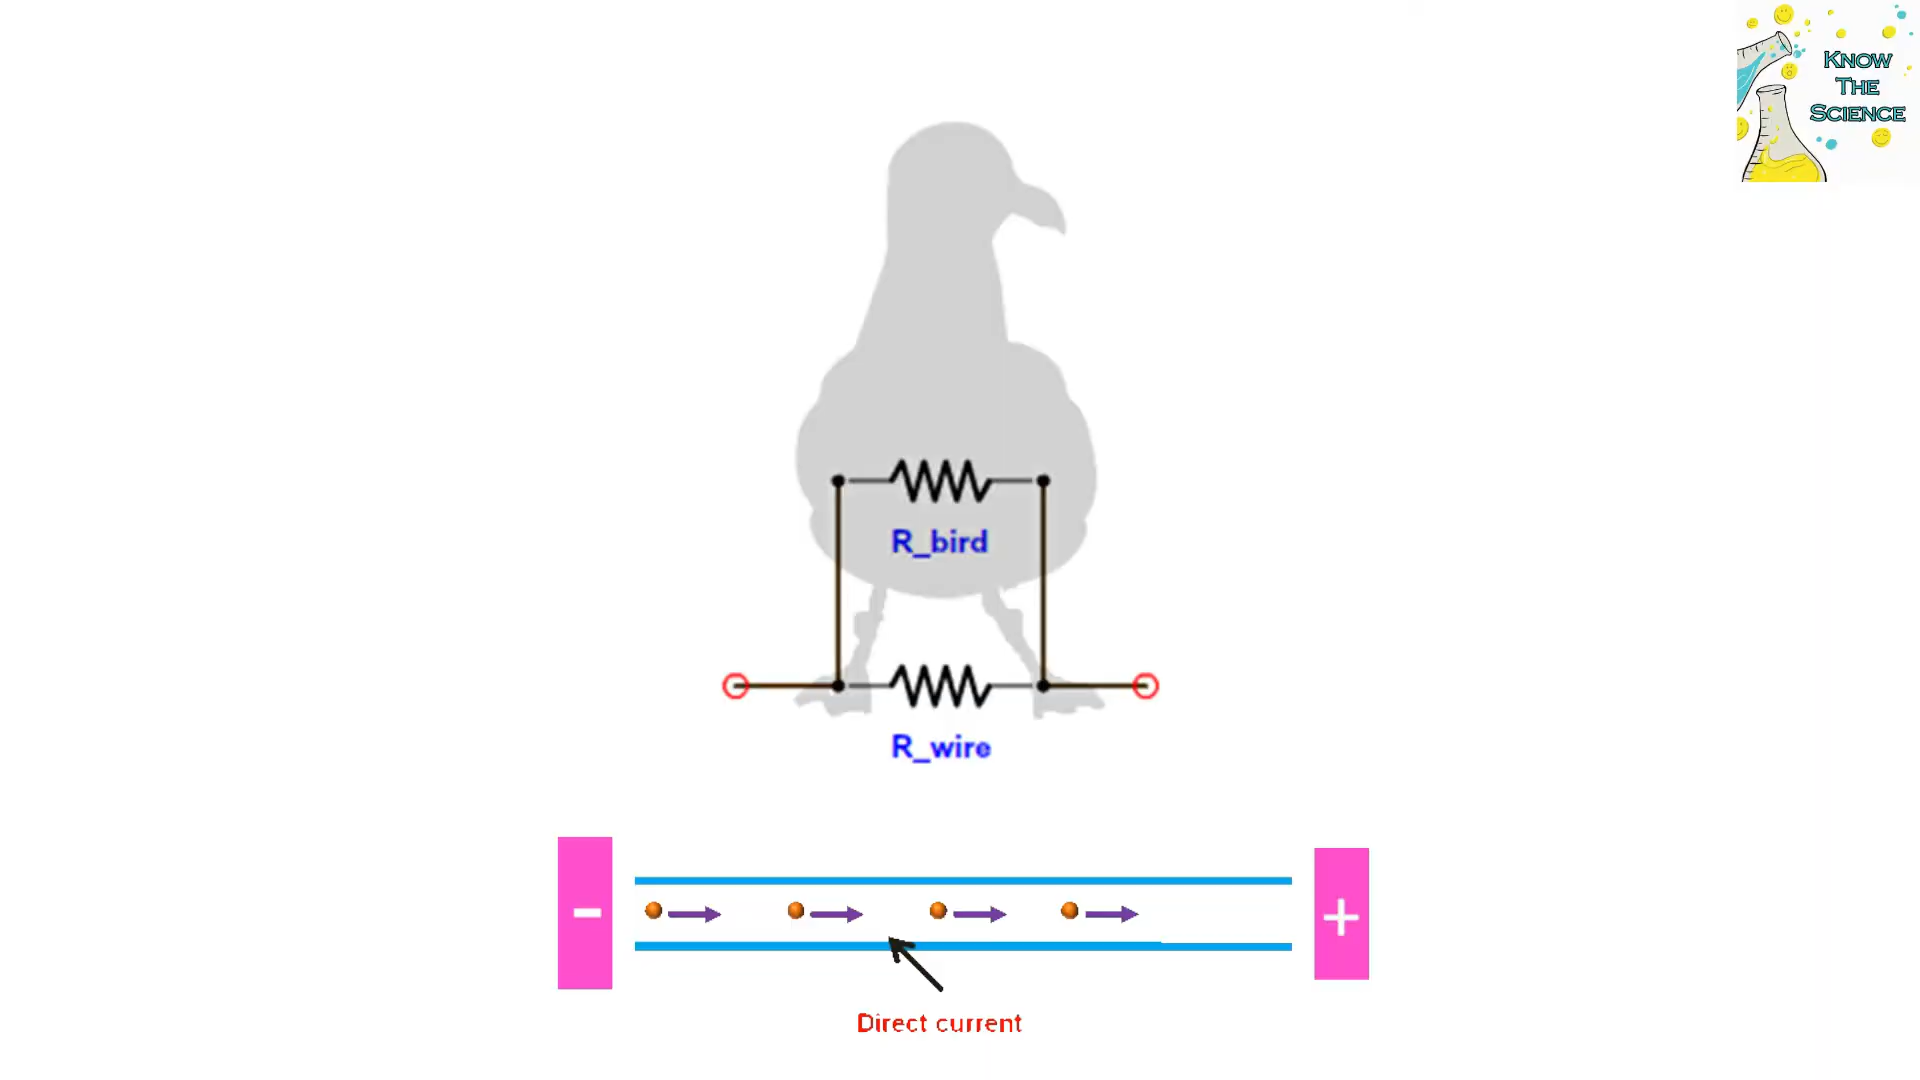 KNOW
THE
SCIENCE
R_bird
R_wire
-
+
Direct current